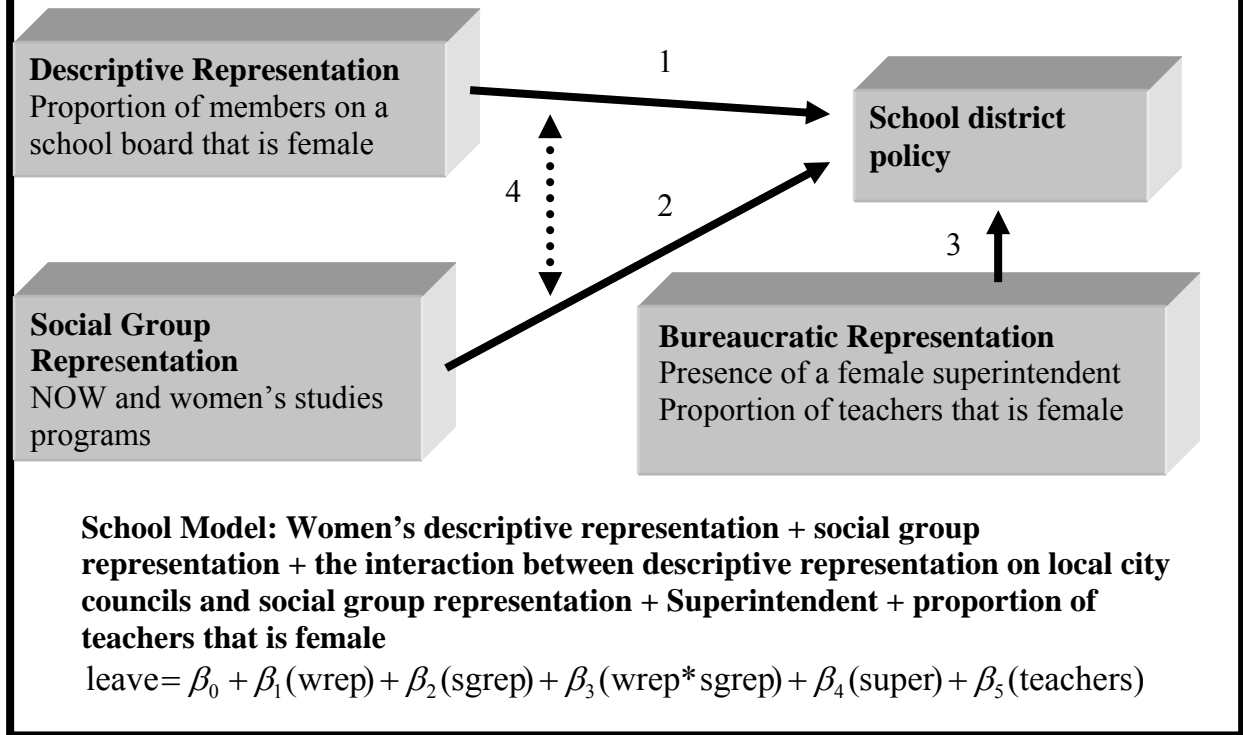 Descriptive Representation
Proportion of members on a
school board that is female
1
School district
policy
4
2
3
Social Group
Representation
NOW and women’s studies
programs
Bureaucratic Representation
Presence of a female superintendent
Proportion of teachers that is female
School Model: Women’s descriptive representation + social group
representation + the interaction between descriptive representation on local city
councils and social group representation + Superintendent + proportion of
teachers that is female
leave = β₀ + β₁(wrep) + β₂(sgrep) + β₃(wrep*sgrep) + β₄(super) + β₅(teachers)